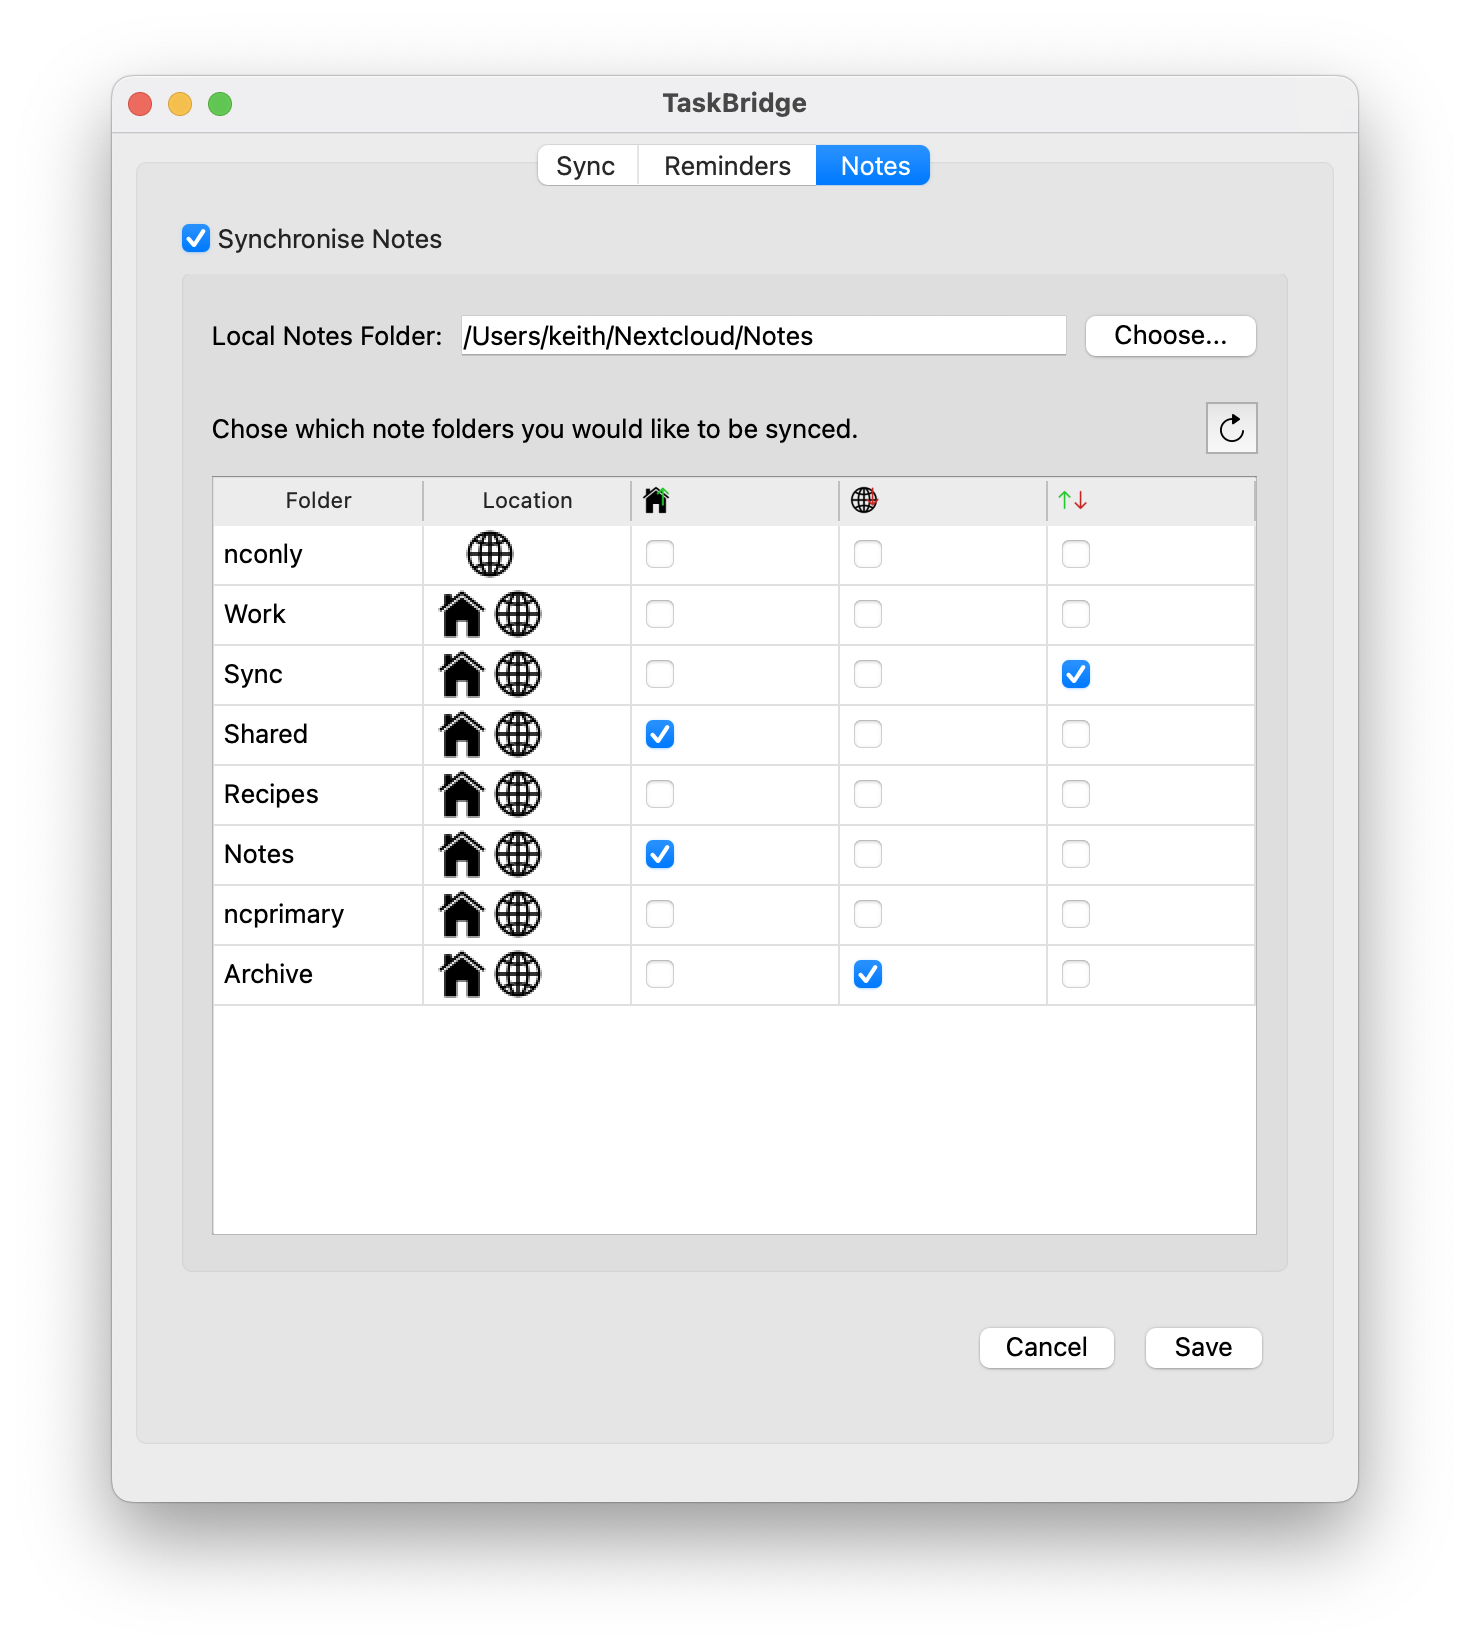 TaskBridge
Sync Reminders Notes
Synchronise Notes
Local Notes Folder: /Users/keith/Nextcloud/Notes Choose...
Chose which note folders you would like to be synced.
Folder Location
nconly
Work
Sync
Shared
Recipes
Notes
ncprimary
Archive
Cancel Save